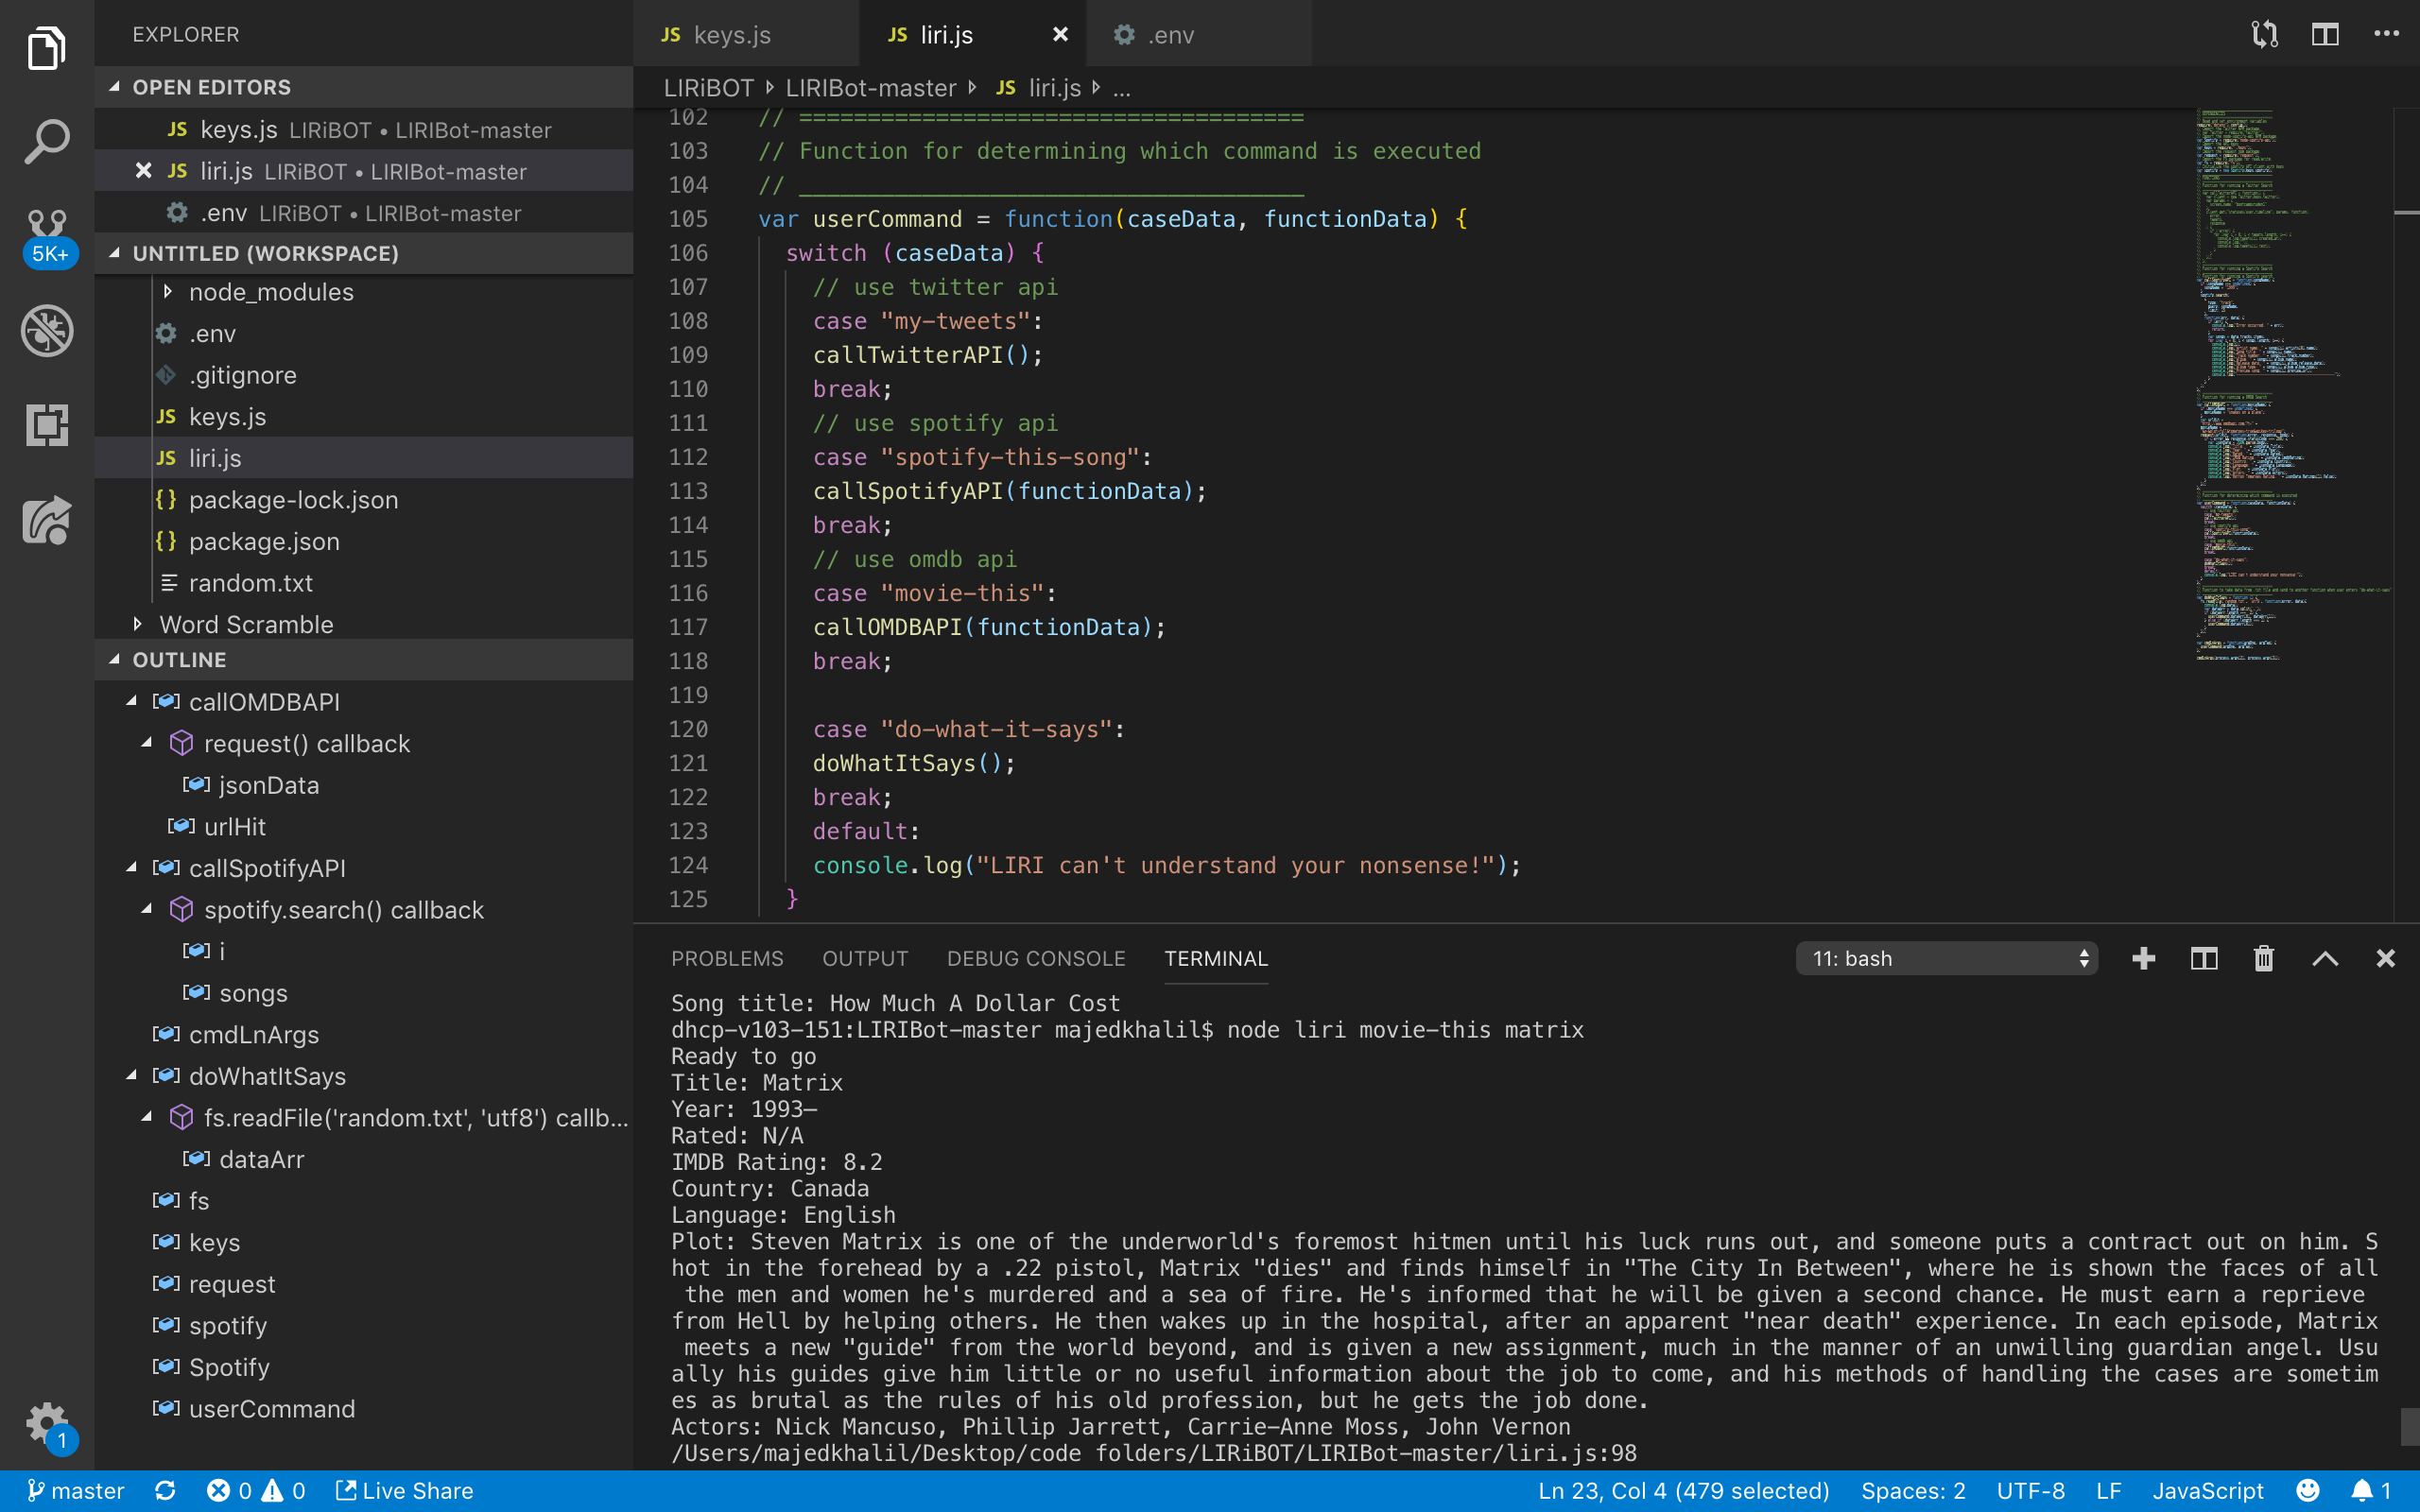 EXPLORER
OPEN EDITORS
JS keys.js LIRiBOT • LIRIBot-master
JS liri.js LIRiBOT • LIRIBot-master
.env LIRiBOT • LIRIBot-master
5K+
UNTITLED (WORKSPACE)
node_modules
.env
.gitignore
JS keys.js
JS liri.js
{} package-lock.json
{} package.json
random.txt
Word Scramble
OUTLINE
callOMDBAPI
request() callback
jsonData
urlHit
callSpotifyAPI
spotify.search() callback
i
songs
cmdLnArgs
doWhatItSays
fs.readFile('random.txt', 'utf8') callb...
dataArr
fs
keys
request
spotify
Spotify
userCommand
1
JS keys.js
JS liri.js
.env
LIRiBOT LIRIBot-master JS liri.js ...
102 // =====================================
103 // Function for determining which command is executed
104 // _____________________________________
105 var userCommand = function(caseData, functionData) {
106 switch (caseData) {
107 // use twitter api
108 case "my-tweets":
109 callTwitterAPI();
110 break;
111 // use spotify api
112 case "spotify-this-song":
113 callSpotifyAPI(functionData);
114 break;
115 // use omdb api
116 case "movie-this":
117 callOMDBAPI(functionData);
118 break;
119
120 case "do-what-it-says":
121 doWhatItSays();
122 break;
123 default:
124 console.log("LIRI can't understand your nonsense!");
125 }
PROBLEMS OUTPUT DEBUG CONSOLE TERMINAL
11: bash
Song title: How Much A Dollar Cost
dhcp-v103-151:LIRIBot-master majedkhalil$ node liri movie-this matrix
Ready to go
Title: Matrix
Year: 1993–
Rated: N/A
IMDB Rating: 8.2
Country: Canada
Language: English
Plot: Steven Matrix is one of the underworld's foremost hitmen until his luck runs out, and someone puts a contract out on him. S
hot in the forehead by a .22 pistol, Matrix "dies" and finds himself in "The City In Between", where he is shown the faces of all
the men and women he's murdered and a sea of fire. He's informed that he will be given a second chance. He must earn a reprieve
from Hell by helping others. He then wakes up in the hospital, after an apparent "near death" experience. In each episode, Matrix
meets a new "guide" from the world beyond, and is given a new assignment, much in the manner of an unwilling guardian angel. Usu
ally his guides give him little or no useful information about the job to come, and his methods of handling the cases are sometim
es as brutal as the rules of his old profession, but he gets the job done.
Actors: Nick Mancuso, Phillip Jarrett, Carrie-Anne Moss, John Vernon
/Users/majedkhalil/Desktop/code folders/LIRiBOT/LIRIBot-master/liri.js:98
master 0 0 Live Share
Ln 23, Col 4 (479 selected) Spaces: 2 UTF-8 LF JavaScript 1